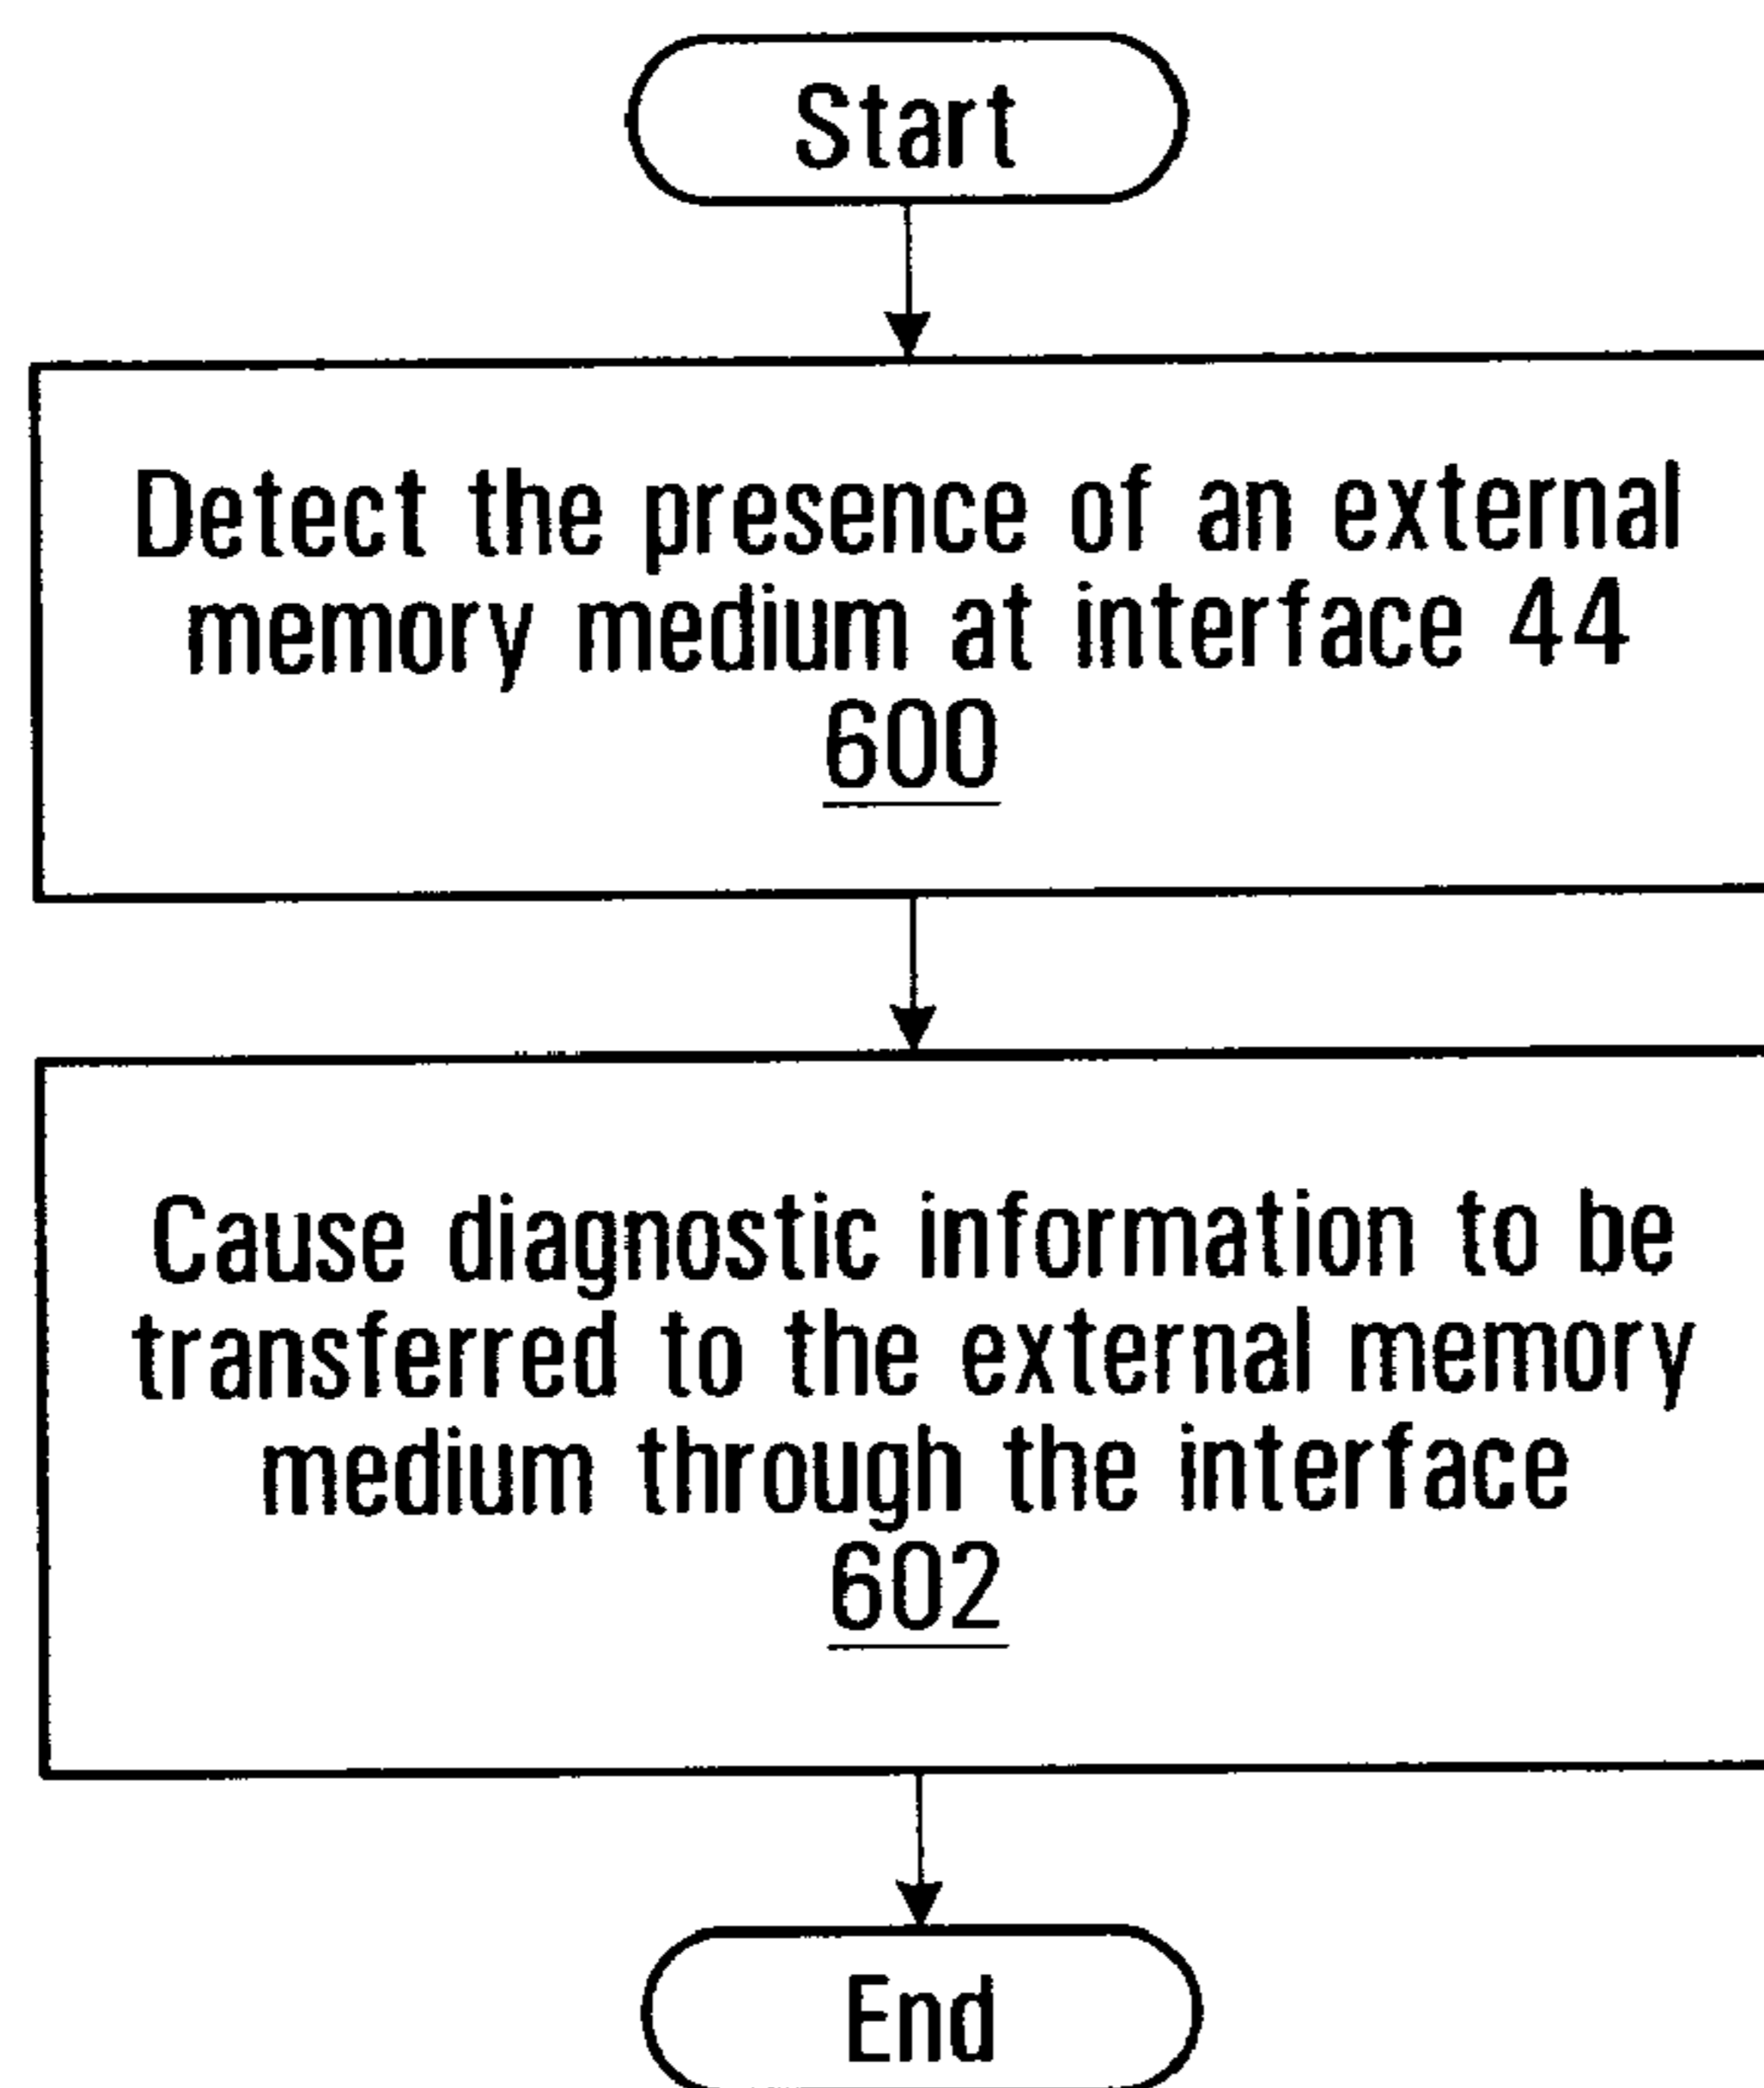 Start
Detect the presence of an external
memory medium at interface 44
600
Cause diagnostic information to be
transferred to the external memory
medium through the interface
602
End